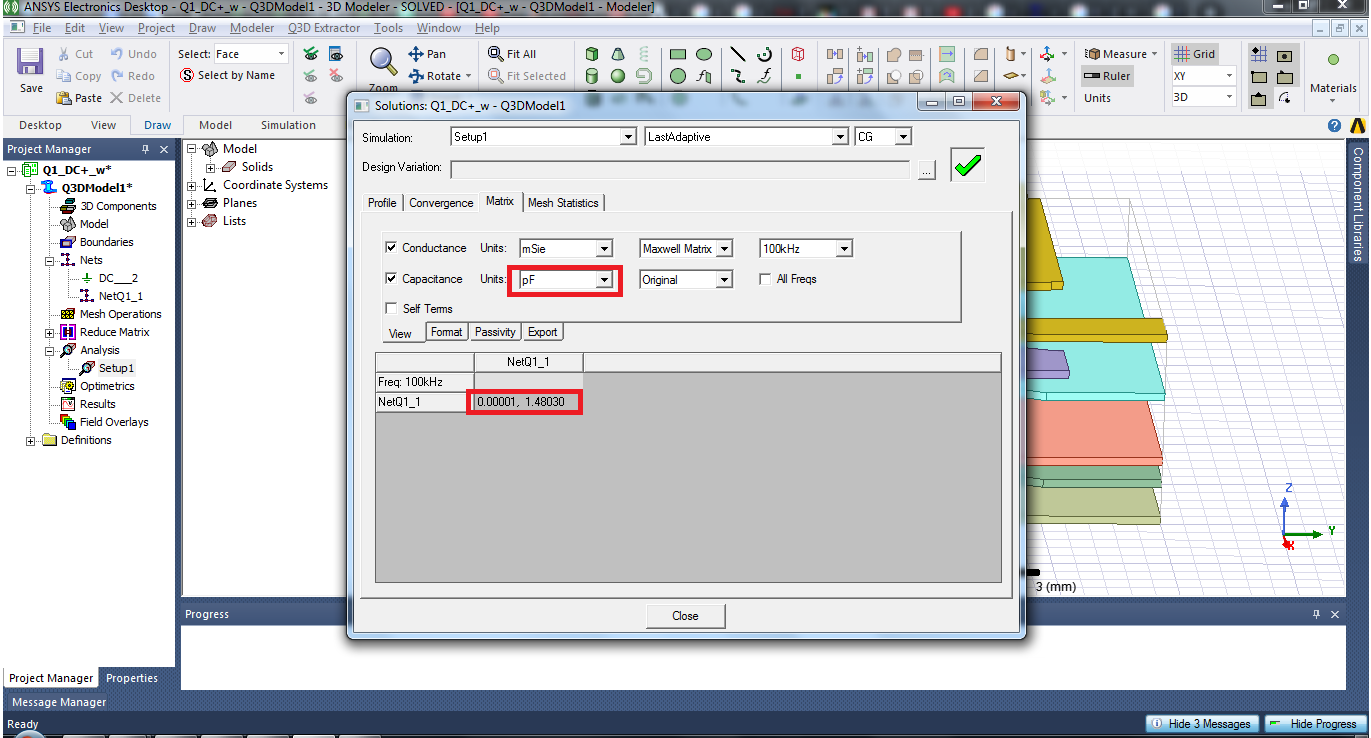 ANSYS Electronics Desktop - Q1_DC+_w - Q3DModel1 - 3D Modeler - SOLVED - [Q1_DC+_w - Q3DModel1 - Modeler]
File Edit View Project Draw Modeler Q3D Extractor Tools Window Help
Save
Cut
Copy
Paste
Undo
Redo
Delete
Select: Face
Select by Name
Zoom
Pan
Rotate
Fit All
Fit Selected
Measure
Ruler
Units
Grid
XY
3D
Materials
Desktop View Draw Model Simulation
Project Manager
Q1_DC+_w*
Q3DModel1*
3D Components
Model
Boundaries
Nets
DC___2
NetQ1_1
Mesh Operations
Reduce Matrix
Analysis
Setup1
Optimetrics
Results
Field Overlays
Definitions
Project Manager Properties
Model
Solids
Coordinate Systems
Planes
Lists
Solutions: Q1_DC+_w - Q3DModel1
Simulation: Setup1 LastAdaptive CG
Design Variation: ...
Profile Convergence Matrix Mesh Statistics
Conductance Units: mSie Maxwell Matrix 100kHz
Capacitance Units: pF Original All Freqs
Self Terms
View Format Passivity Export
NetQ1_1
Freq: 100kHz
NetQ1_1 0.00001, 1.48030
Close
Component Libraries
Z
Y
X
3 (mm)
Progress
Message Manager
Ready
Hide 3 Messages Hide Progress